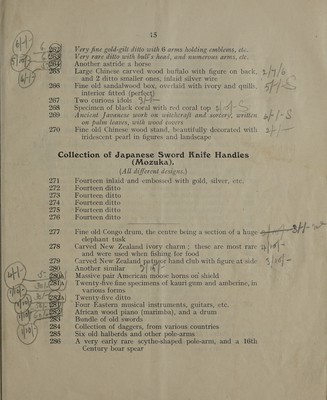 15
262 Very fine gold-gilt ditto with 6 arms holding emblems, etc.
263 Very rare ditto with bull's head, and numerous arms, etc.
264 Another astride a horse
265 Large Chinese carved wood buffalo with figure on back,
and 2 ditto smaller ones, inlaid silver wire
266 Fine old sandalwood box, overlaid with ivory and quills,
interior fitted (perfect)
267 Two curious idols
268 Specimen of black coral with red coral top
269 Ancient Javanese work on witchcraft and sorcery, written
on palm leaves, with wood covers
270 Fine old Chinese wood stand, beautifully decorated with
iridescent pearl in figures and landscape
Collection of Japanese Sword Knife Handles
(Mozuka).
(All different designs.)
271 Fourteen inlaid and embossed with gold, silver, etc.
272 Fourteen ditto
273 Fourteen ditto
274 Fourteen ditto
275 Fourteen ditto
276 Fourteen ditto
277 Fine old Congo drum, the centre being a section of a huge
elephant tusk
278 Carved New Zealand ivory charm ; these are most rare
and were used when fishing for food
279 Carved New Zealand hand club with figure at side
280 Another similar
Massive pair American moose horns on shield
Twenty-five fine specimens of kauri gum and amberine, in
various forms
Twenty-five ditto
Four Eastern musical instruments, guitars, etc.
African wood piano (marimba), and a drum
283 Bundle of old swords
284 Collection of daggers, from various countries
285 Six old halberds and other pole-arms
286 A very early rare scythe-shaped pole-arm, and a 16th
Century boar spear